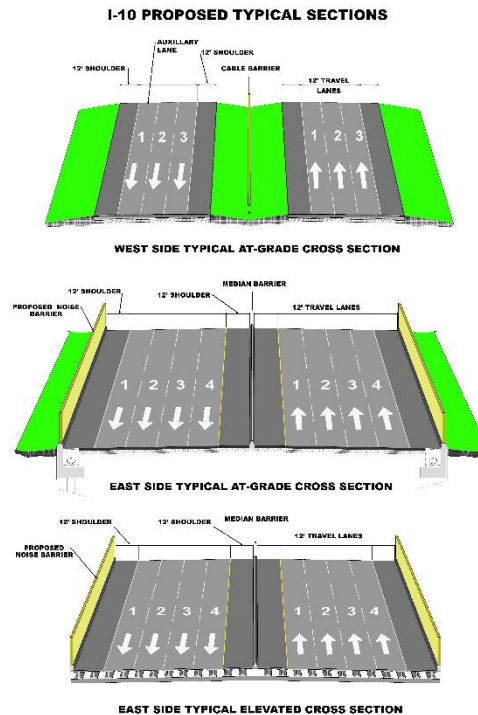 I-10 PROPOSED TYPICAL SECTIONS
AUXILLARY
LANE
12' SHOULDER
12' SHOULDER
CABLE BARRIER
12' TRAVEL
LANES
1 2 3
1 2 3
WEST SIDE TYPICAL AT-GRADE CROSS SECTION
MEDIAN BARRIER
12' SHOULDER
12' SHOULDER
12' TRAVEL LANES
PROPOSED NOISE
BARRIER
1 2 3 4
1 2 3 4
EAST SIDE TYPICAL AT-GRADE CROSS SECTION
MEDIAN BARRIER
12' SHOULDER
12' SHOULDER
12' TRAVEL LANES
PROPOSED
NOISE BARRIER
1 2 3 4
1 2 3 4
EAST SIDE TYPICAL ELEVATED CROSS SECTION